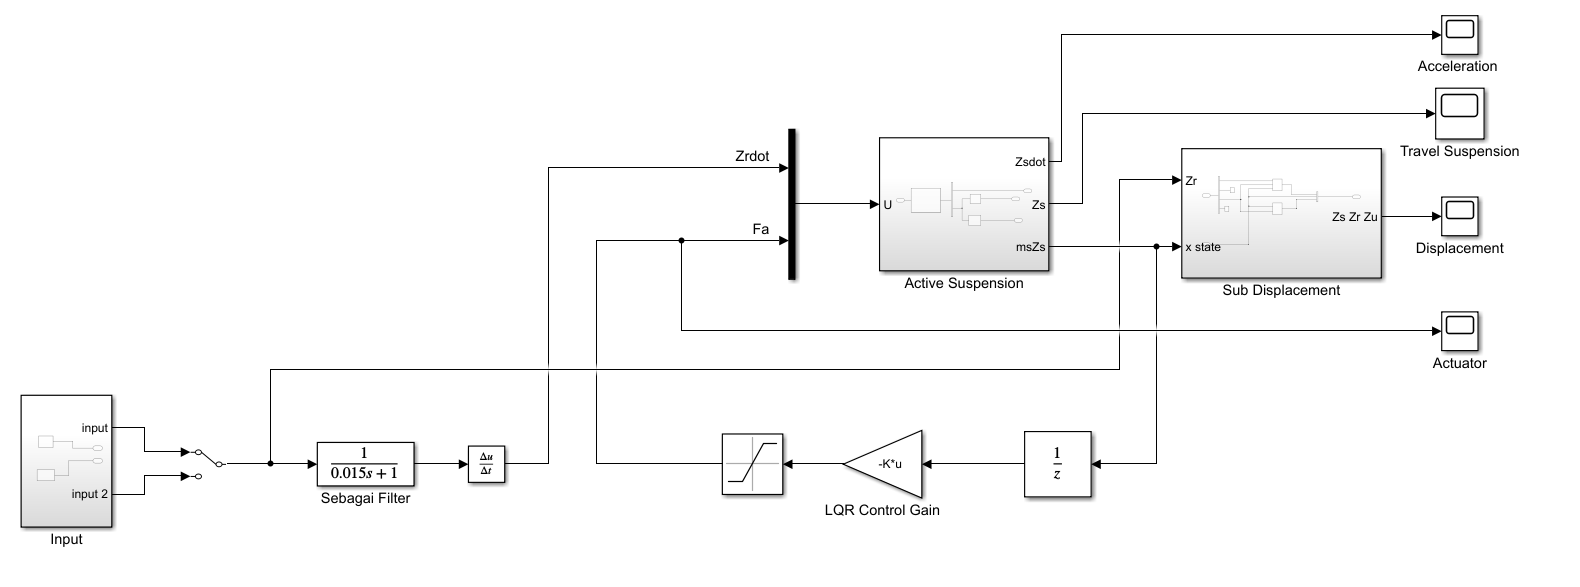 Acceleration
Travel Suspension
Zrdot
Zsdot
Zr
U
Zs
Zs Zr Zu
Fa
msZs
x state
Displacement
Active Suspension
Sub Displacement
Actuator
input
1
0.015s + 1
Δu
Δt
-K*u
1
z
input 2
Sebagai Filter
LQR Control Gain
Input